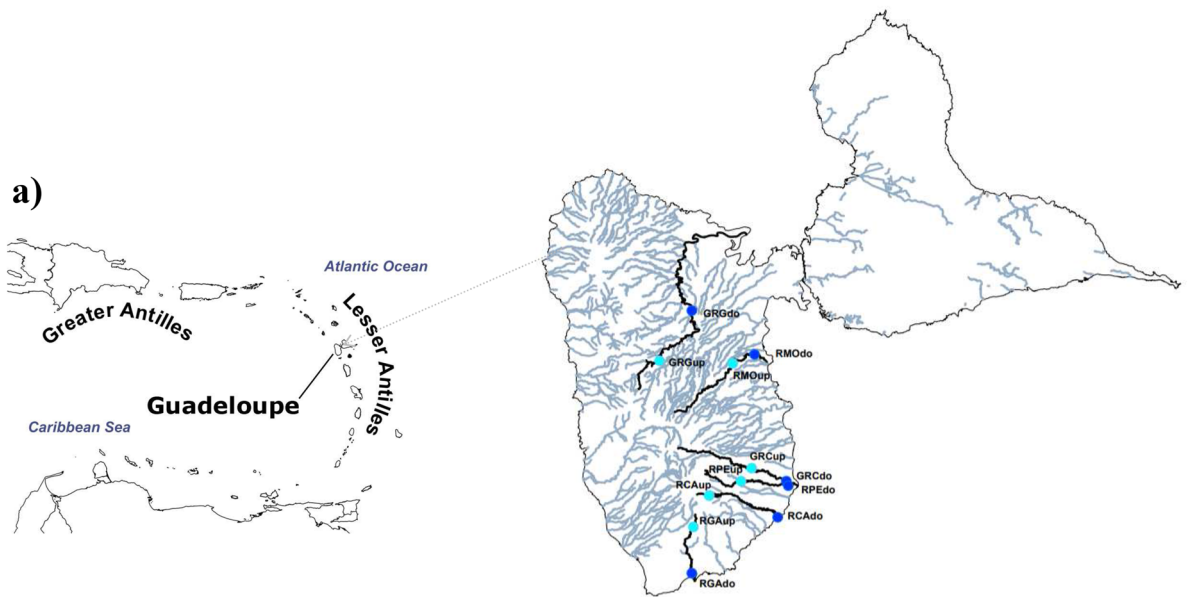 a)
Atlantic Ocean
Greater Antilles
Lesser Antilles
Guadeloupe
Caribbean Sea
GRGdo
GRGup
RMOdo
RMOup
GRCup
RPEup
GRCdo
RPEdo
RCAup
RCAdo
RGAup
RGAdo